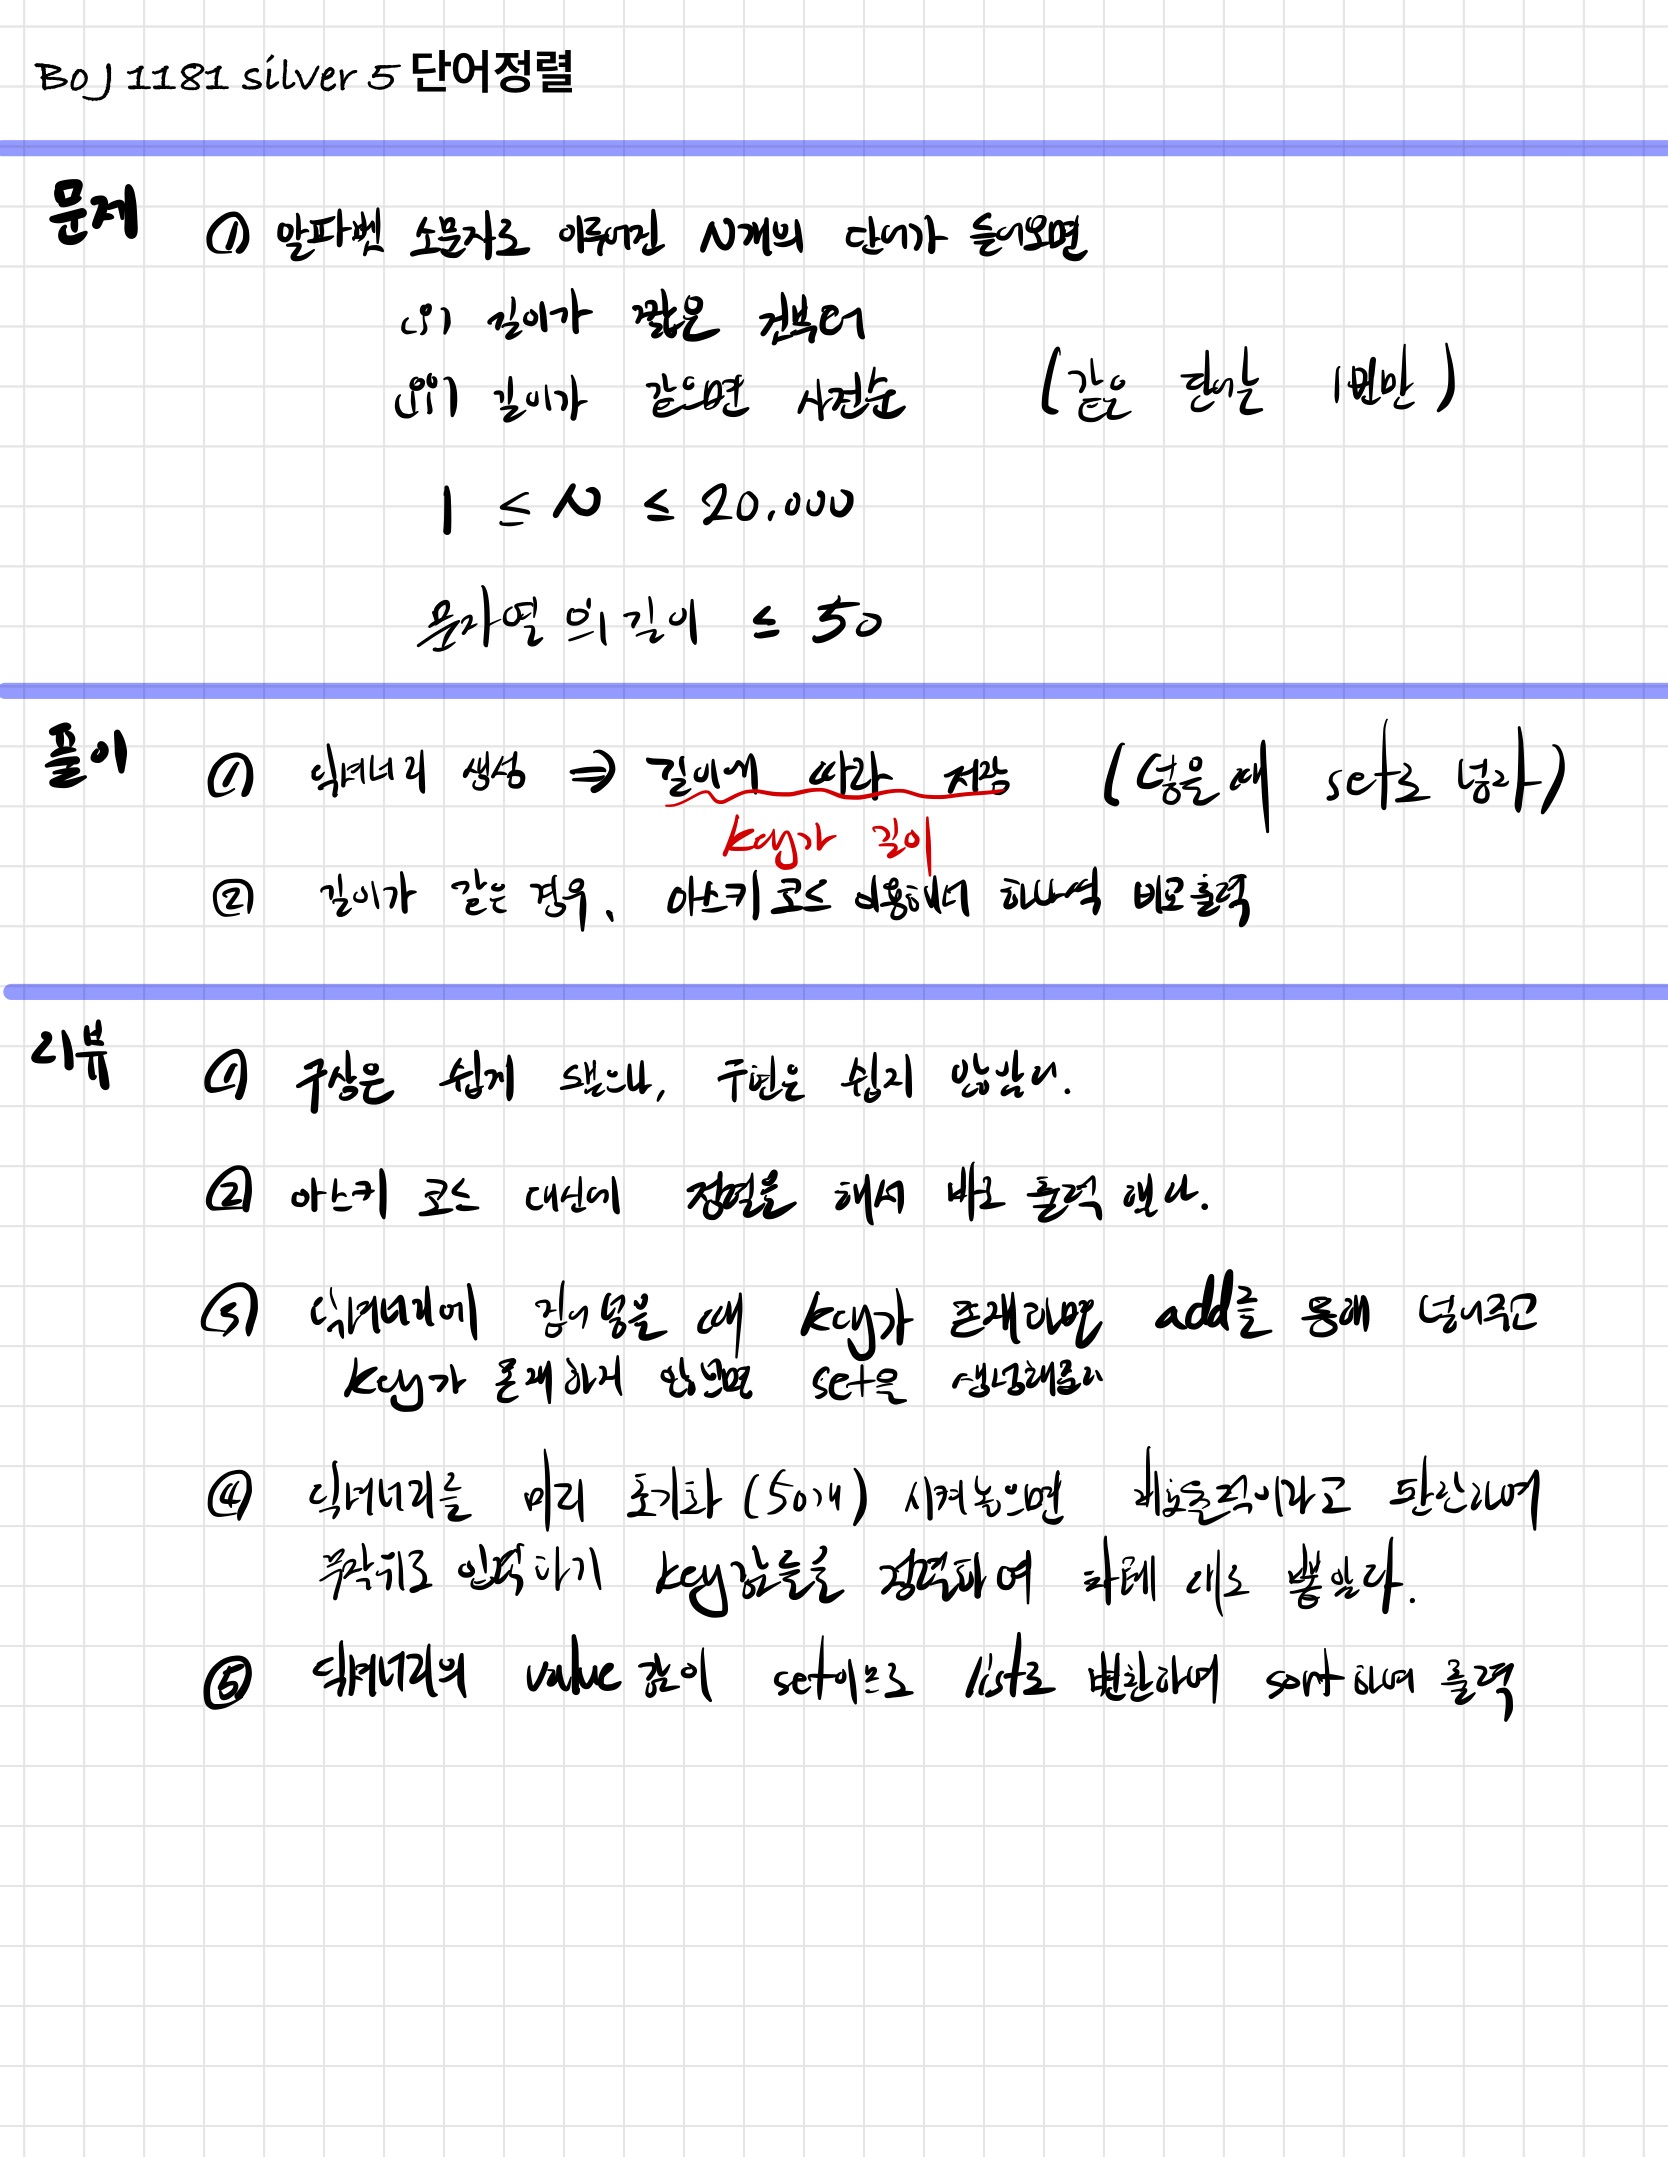 BOJ 1181 silver 5 단어정렬
문제
① 알파벳 소문자로 이루어진 N개의 단어가 들어오면
i) 길이가 짧은 것부터
ii) 길이가 같으면 사전순 (같은 단어는 1번만)
1 ≤ N ≤ 20.000
문자열의 길이 ≤ 50
풀이
① 딕셔너리 생성 ⇒ 길이에 따라 저장 (넣을 때 set로 넣자)
key가 길이
② 길이가 같은 경우, 아스키 코드 이용해서 하나씩 비교 출력
리뷰
① 구상은 쉽게 됐으나, 구현은 쉽지 않았다.
② 아스키 코드 대신에 정렬을 해서 바로 출력했다.
③ 딕셔너리에 집어넣을 때 key가 존재하면 add를 통해 넣어주고
key가 존재하지 않으면 set을 생성해줌
④ 딕셔너리를 미리 초기화 (50개) 시켜놓으면 비효율적이라고 판단하여
무작위로 입력하기 key값들을 정렬하여 차례대로 뽑았다.
⑤ 딕셔너리의 value값이 set이므로 list로 변환하여 sort하여 출력